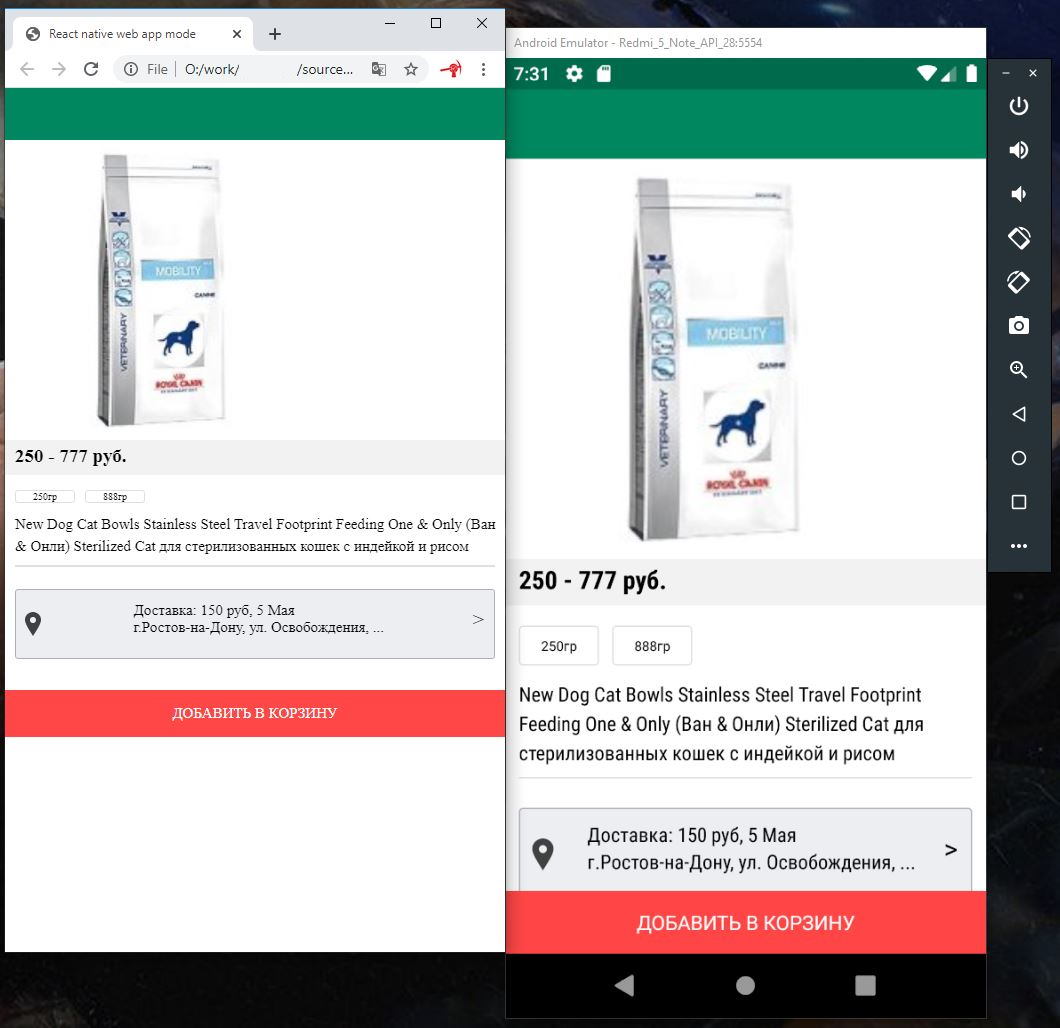 React native web app mode
File O:/work/ /source...
MOBILITY
CANINE
VETERINARY
ROYAL CANIN
250 - 777 руб.
250гр 888гр
New Dog Cat Bowls Stainless Steel Travel Footprint Feeding One & Only (Ван
& Онли) Sterilized Cat для стерилизованных кошек с индейкой и рисом
Доставка: 150 руб, 5 Мая
г.Ростов-на-Дону, ул. Освобождения, ...
>
ДОБАВИТЬ В КОРЗИНУ
Android Emulator - Redmi_5_Note_API_28:5554
7:31
MOBILITY
CANINE
VETERINARY
ROYAL CANIN
250 - 777 руб.
250гр 888гр
New Dog Cat Bowls Stainless Steel Travel Footprint
Feeding One & Only (Ван & Онли) Sterilized Cat для
стерилизованных кошек с индейкой и рисом
Доставка: 150 руб, 5 Мая
г.Ростов-на-Дону, ул. Освобождения, ...
>
ДОБАВИТЬ В КОРЗИНУ